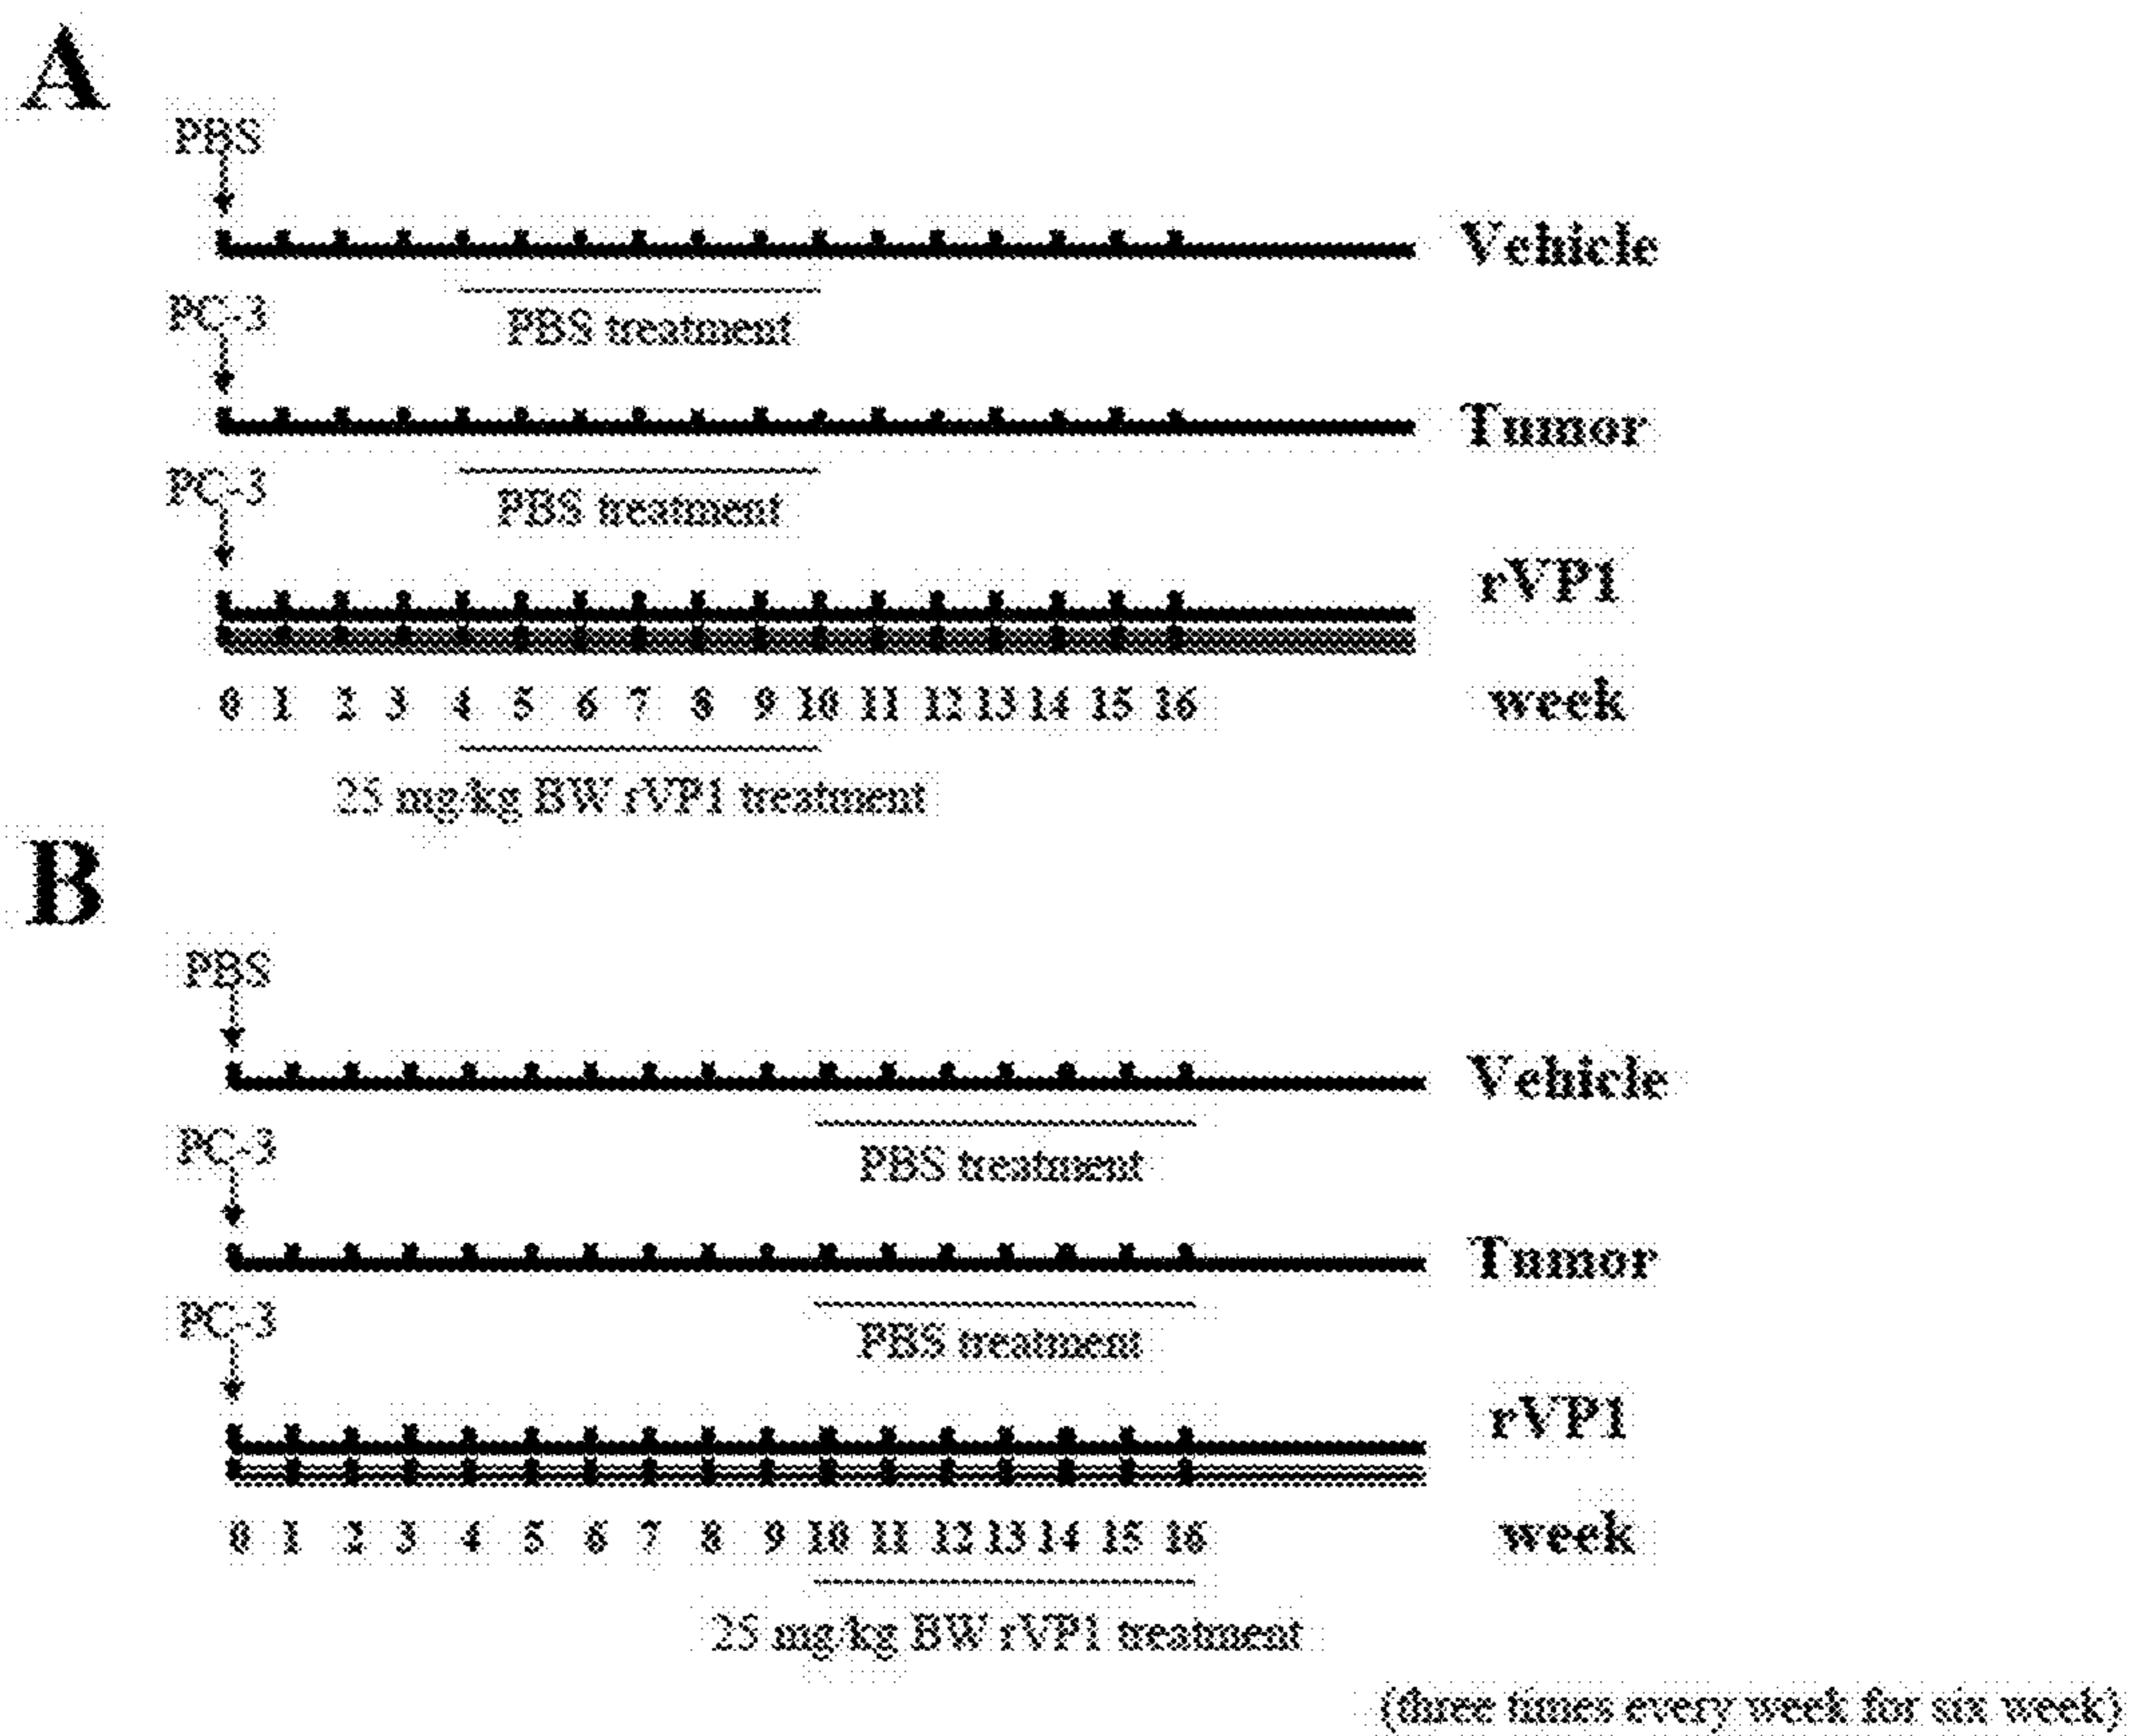 A
PBS
Vehicle
PC-3
PBS treatment
Tumor
PC-3
PBS treatment
rVP1
0 1 2 3 4 5 6 7 8 9 10 11 12 13 14 15 16 week
25 mg/kg BW rVP1 treatment
B
PBS
Vehicle
PC-3
PBS treatment
Tumor
PC-3
PBS treatment
rVP1
0 1 2 3 4 5 6 7 8 9 10 11 12 13 14 15 16 week
25 mg/kg BW rVP1 treatment
(three times every week for six week)